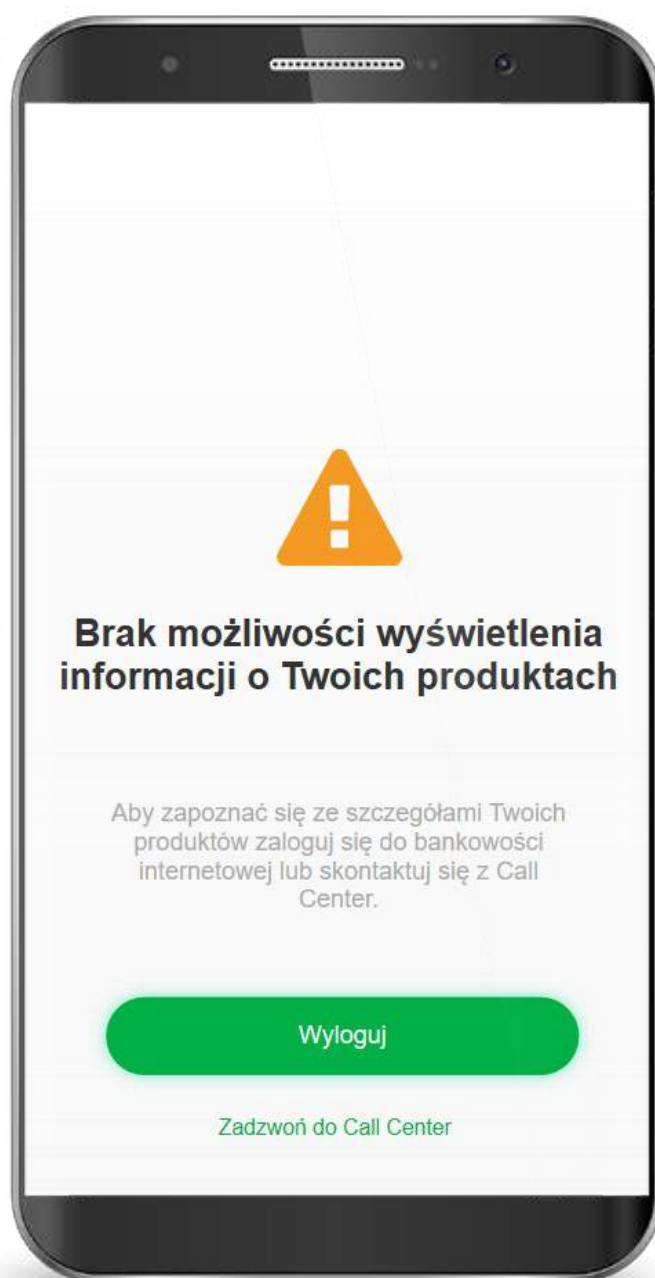 Brak możliwości wyświetlenia
informacji o Twoich produktach
Aby zapoznać się ze szczegółami Twoich
produktów zaloguj się do bankowości
internetowej lub skontaktuj się z Call
Center.
Wyloguj
Zadzwoń do Call Center